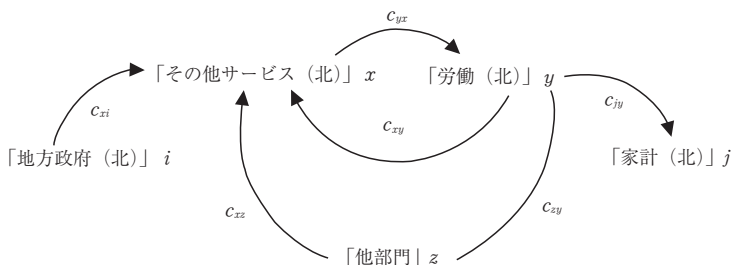 c_yx
「その他サービス（北）」 x 「労働（北）」 y
c_xi c_xy c_jy
「地方政府（北）」 i 「家計（北）」 j
c_xz c_zy
「他部門」 z